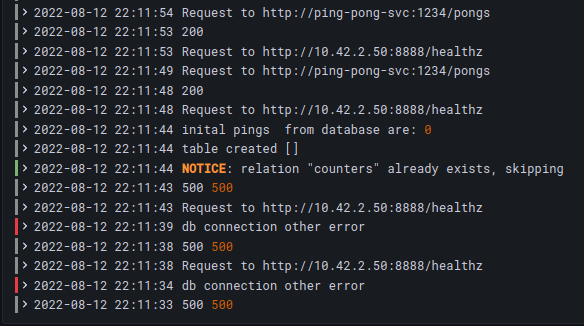 > 2022-08-12 22:11:54 Request to http://ping-pong-svc:1234/pongs
> 2022-08-12 22:11:53 200
> 2022-08-12 22:11:53 Request to http://10.42.2.50:8888/healthz
> 2022-08-12 22:11:49 Request to http://ping-pong-svc:1234/pongs
> 2022-08-12 22:11:48 200
> 2022-08-12 22:11:48 Request to http://10.42.2.50:8888/healthz
> 2022-08-12 22:11:44 inital pings  from database are: 0
> 2022-08-12 22:11:44 table created []
> 2022-08-12 22:11:44 NOTICE: relation "counters" already exists, skipping
> 2022-08-12 22:11:43 500 500
> 2022-08-12 22:11:43 Request to http://10.42.2.50:8888/healthz
> 2022-08-12 22:11:39 db connection other error
> 2022-08-12 22:11:38 500 500
> 2022-08-12 22:11:38 Request to http://10.42.2.50:8888/healthz
> 2022-08-12 22:11:34 db connection other error
> 2022-08-12 22:11:33 500 500